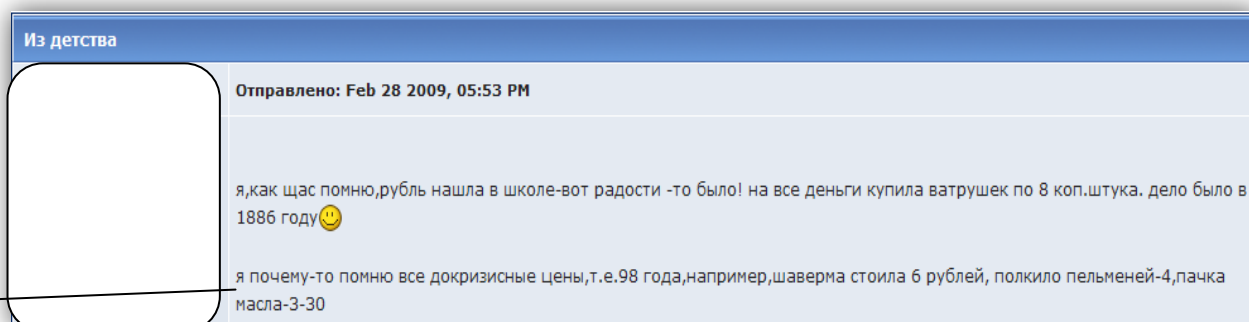 Из детства
Отправлено: Feb 28 2009, 05:53 PM
я,как щас помню,рубль нашла в школе-вот радости -то было! на все деньги купила ватрушек по 8 коп.штука. дело было в
1886 году
я почему-то помню все докризисные цены,т.е.98 года,например,шаверма стоила 6 рублей, полкило пельменей-4,пачка
масла-3-30